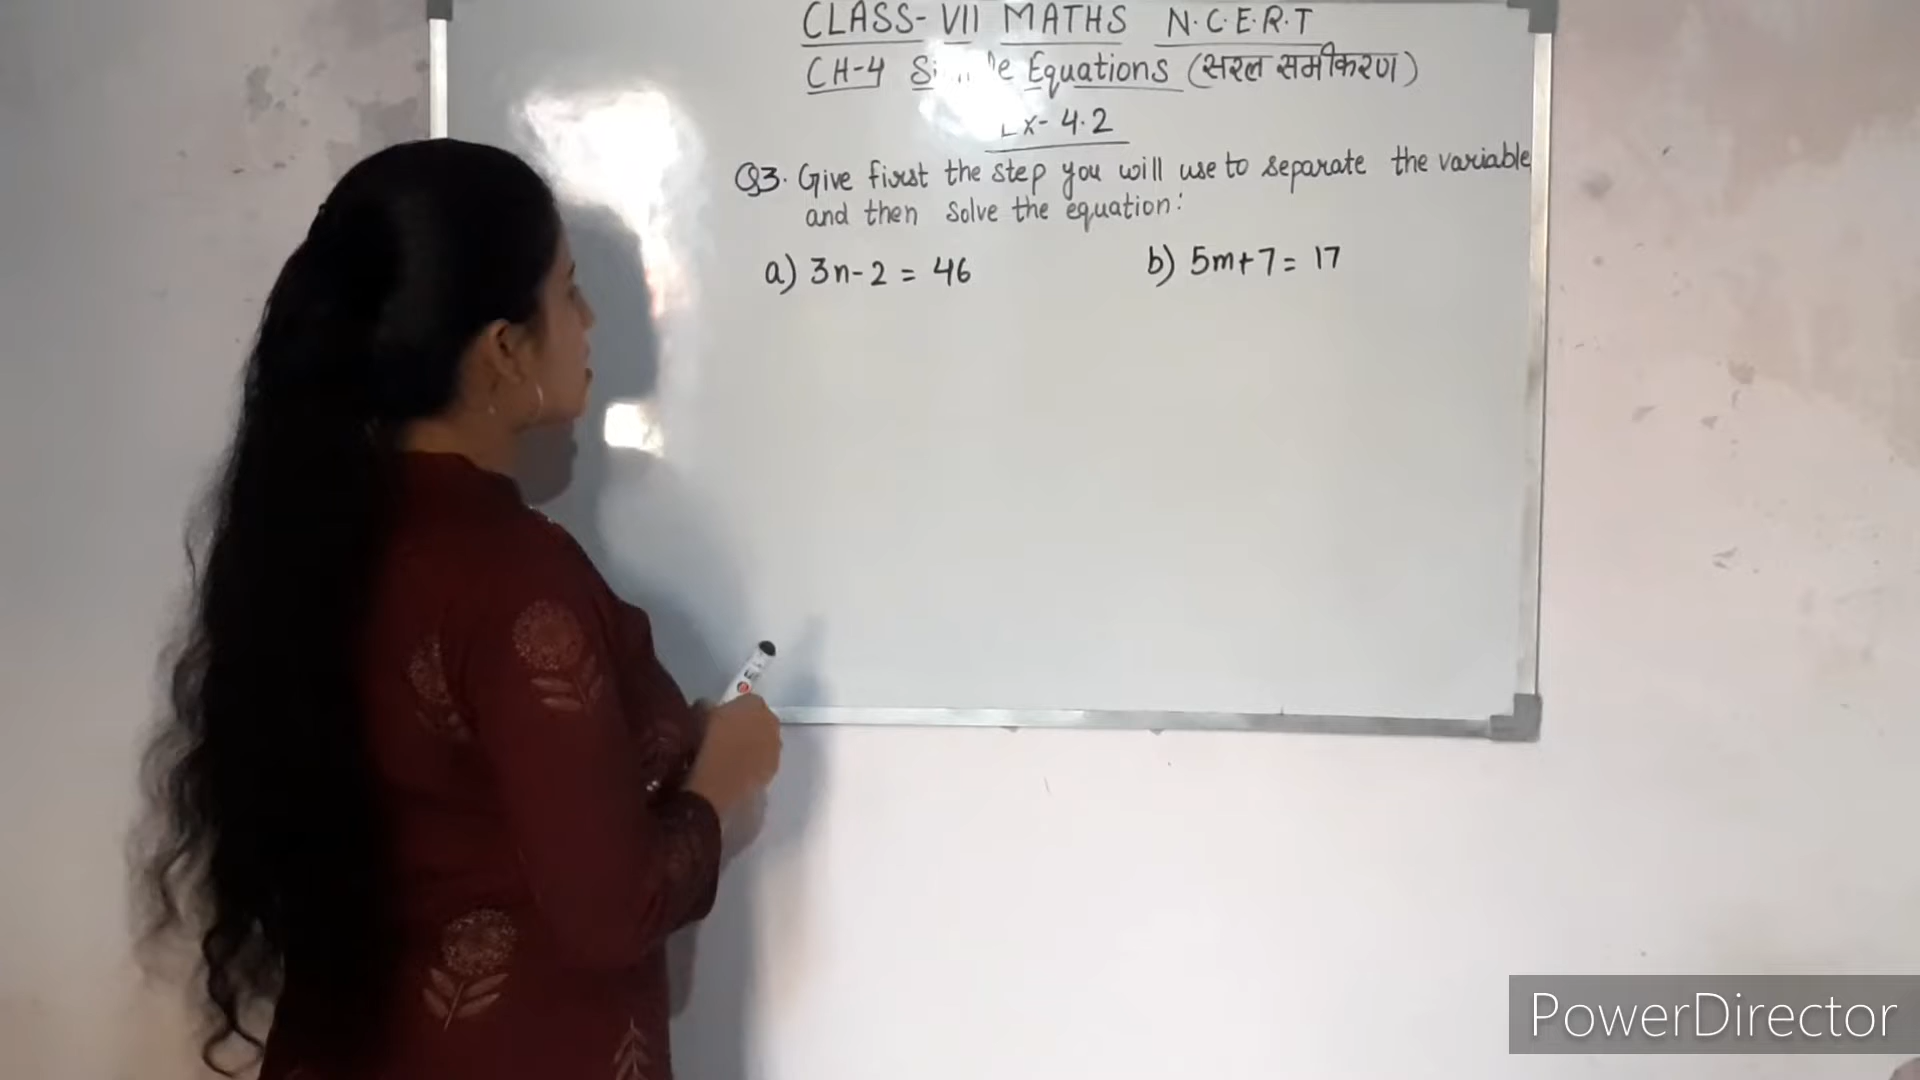 CLASS- VII MATHS N.C.E.R.T
CH-4 Equations (सरल समीकरण)
Ex- 4.2
Q3. Give first the step you will use to separate the variable
and then solve the equation:
a) 3n-2 = 46 b) 5m+7= 17
PowerDirector